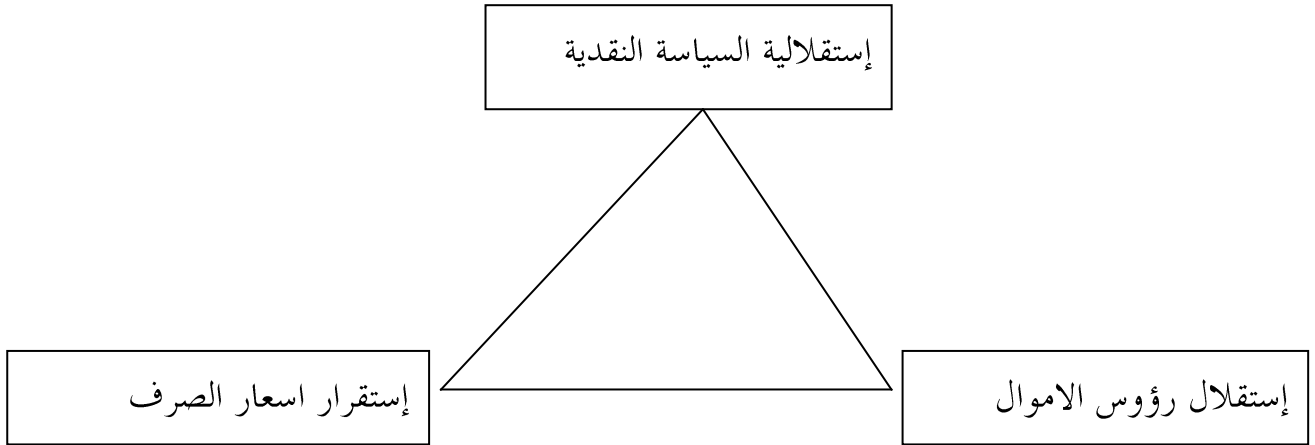 إستقلالية السياسة النقدية
إستقلال رؤوس الاموال
إستقرار اسعار الصرف